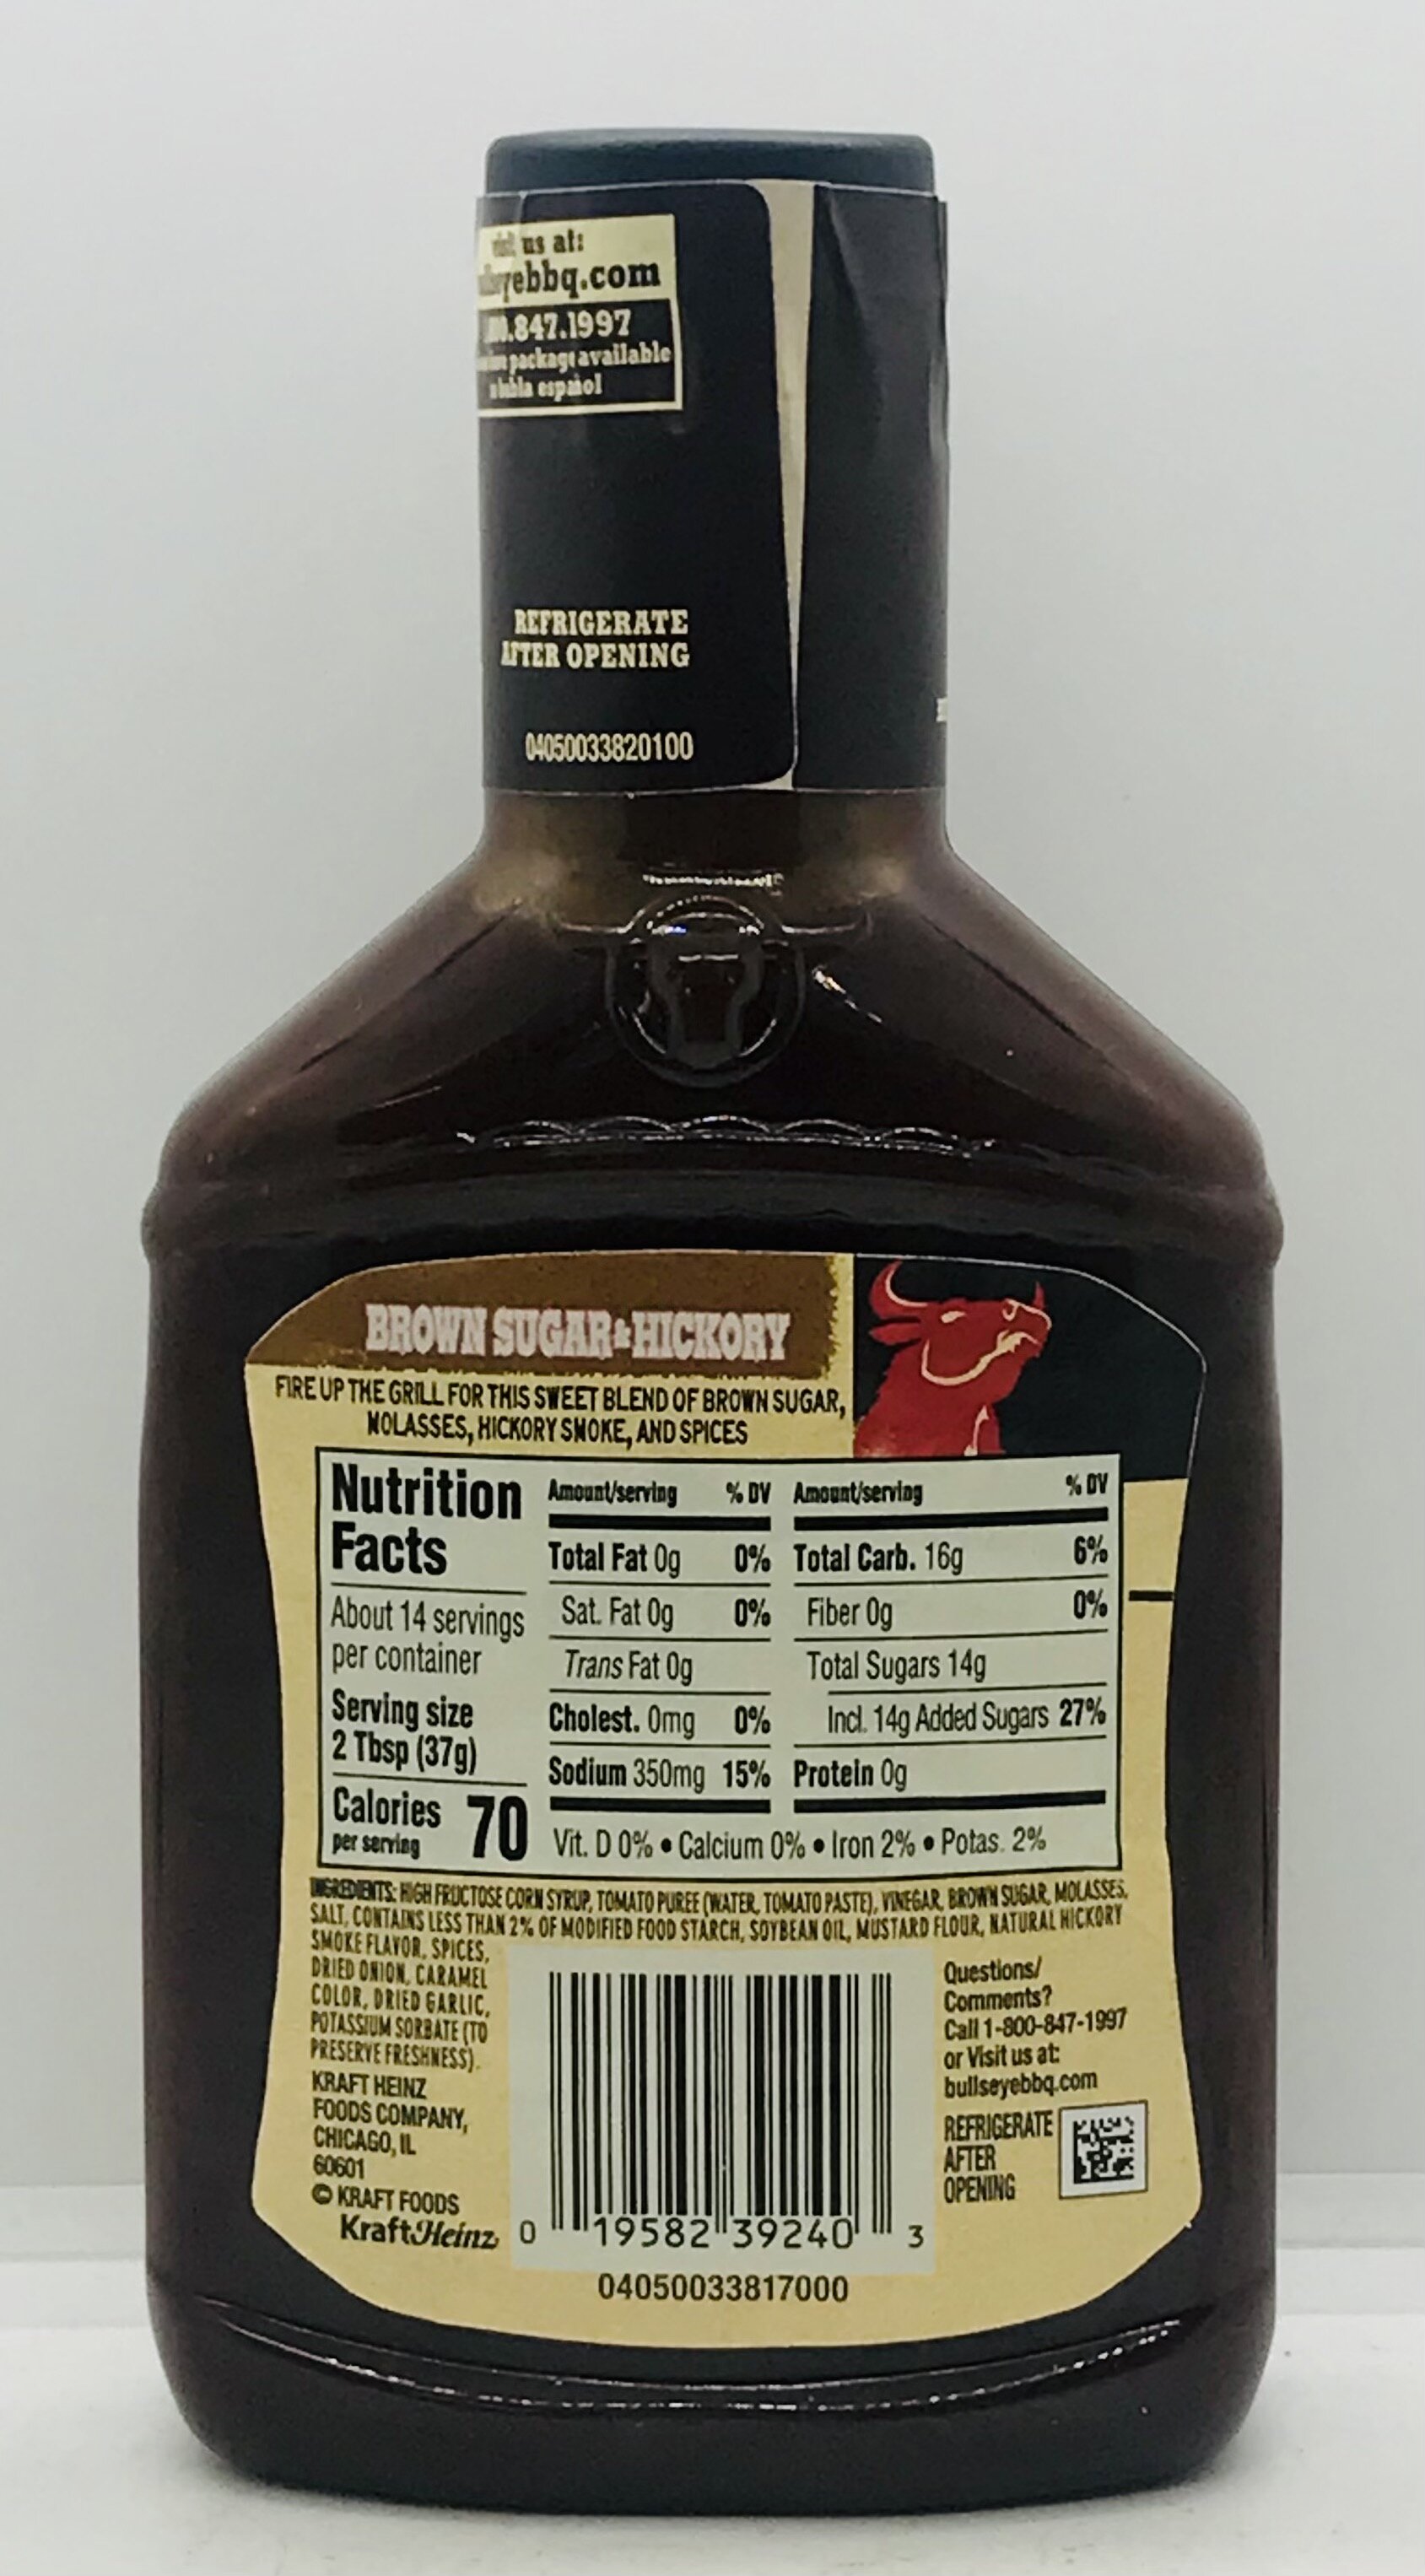 us at:
yebbq.com
.847.1997
package available
español
REFRIGERATE
AFTER OPENING
04050033820100
BROWN SUGAR & HICKORY
FIRE UP THE GRILL FOR THIS SWEET BLEND OF BROWN SUGAR,
MOLASSES, HICKORY SMOKE, AND SPICES
Nutrition
Facts
About 14 servings
per container
Serving size
2 Tbsp (37g)
Calories 70
per serving
Amount/serving % DV
Total Fat 0g 0%
Sat. Fat 0g 0%
Trans Fat 0g
Cholest. 0mg 0%
Sodium 350mg 15%
Amount/serving % DV
Total Carb. 16g 6%
Fiber 0g 0%
Total Sugars 14g
Incl. 14g Added Sugars 27%
Protein 0g
Vit. D 0% • Calcium 0% • Iron 2% • Potas. 2%
INGREDIENTS: HIGH FRUCTOSE CORN SYRUP, TOMATO PUREE (WATER, TOMATO PASTE), VINEGAR, BROWN SUGAR, MOLASSES,
SALT, CONTAINS LESS THAN 2% OF MODIFIED FOOD STARCH, SOYBEAN OIL, MUSTARD FLOUR, NATURAL HICKORY
SMOKE FLAVOR, SPICES,
DRIED ONION, CARAMEL
COLOR, DRIED GARLIC,
POTASSIUM SORBATE (TO
PRESERVE FRESHNESS).
KRAFT HEINZ
FOODS COMPANY,
CHICAGO, IL
60601
© KRAFT FOODS
KraftHeinz
0 19582 39240 3
04050033817000
Questions/
Comments?
Call 1-800-847-1997
or Visit us at:
bullseyebbq.com
REFRIGERATE
AFTER
OPENING